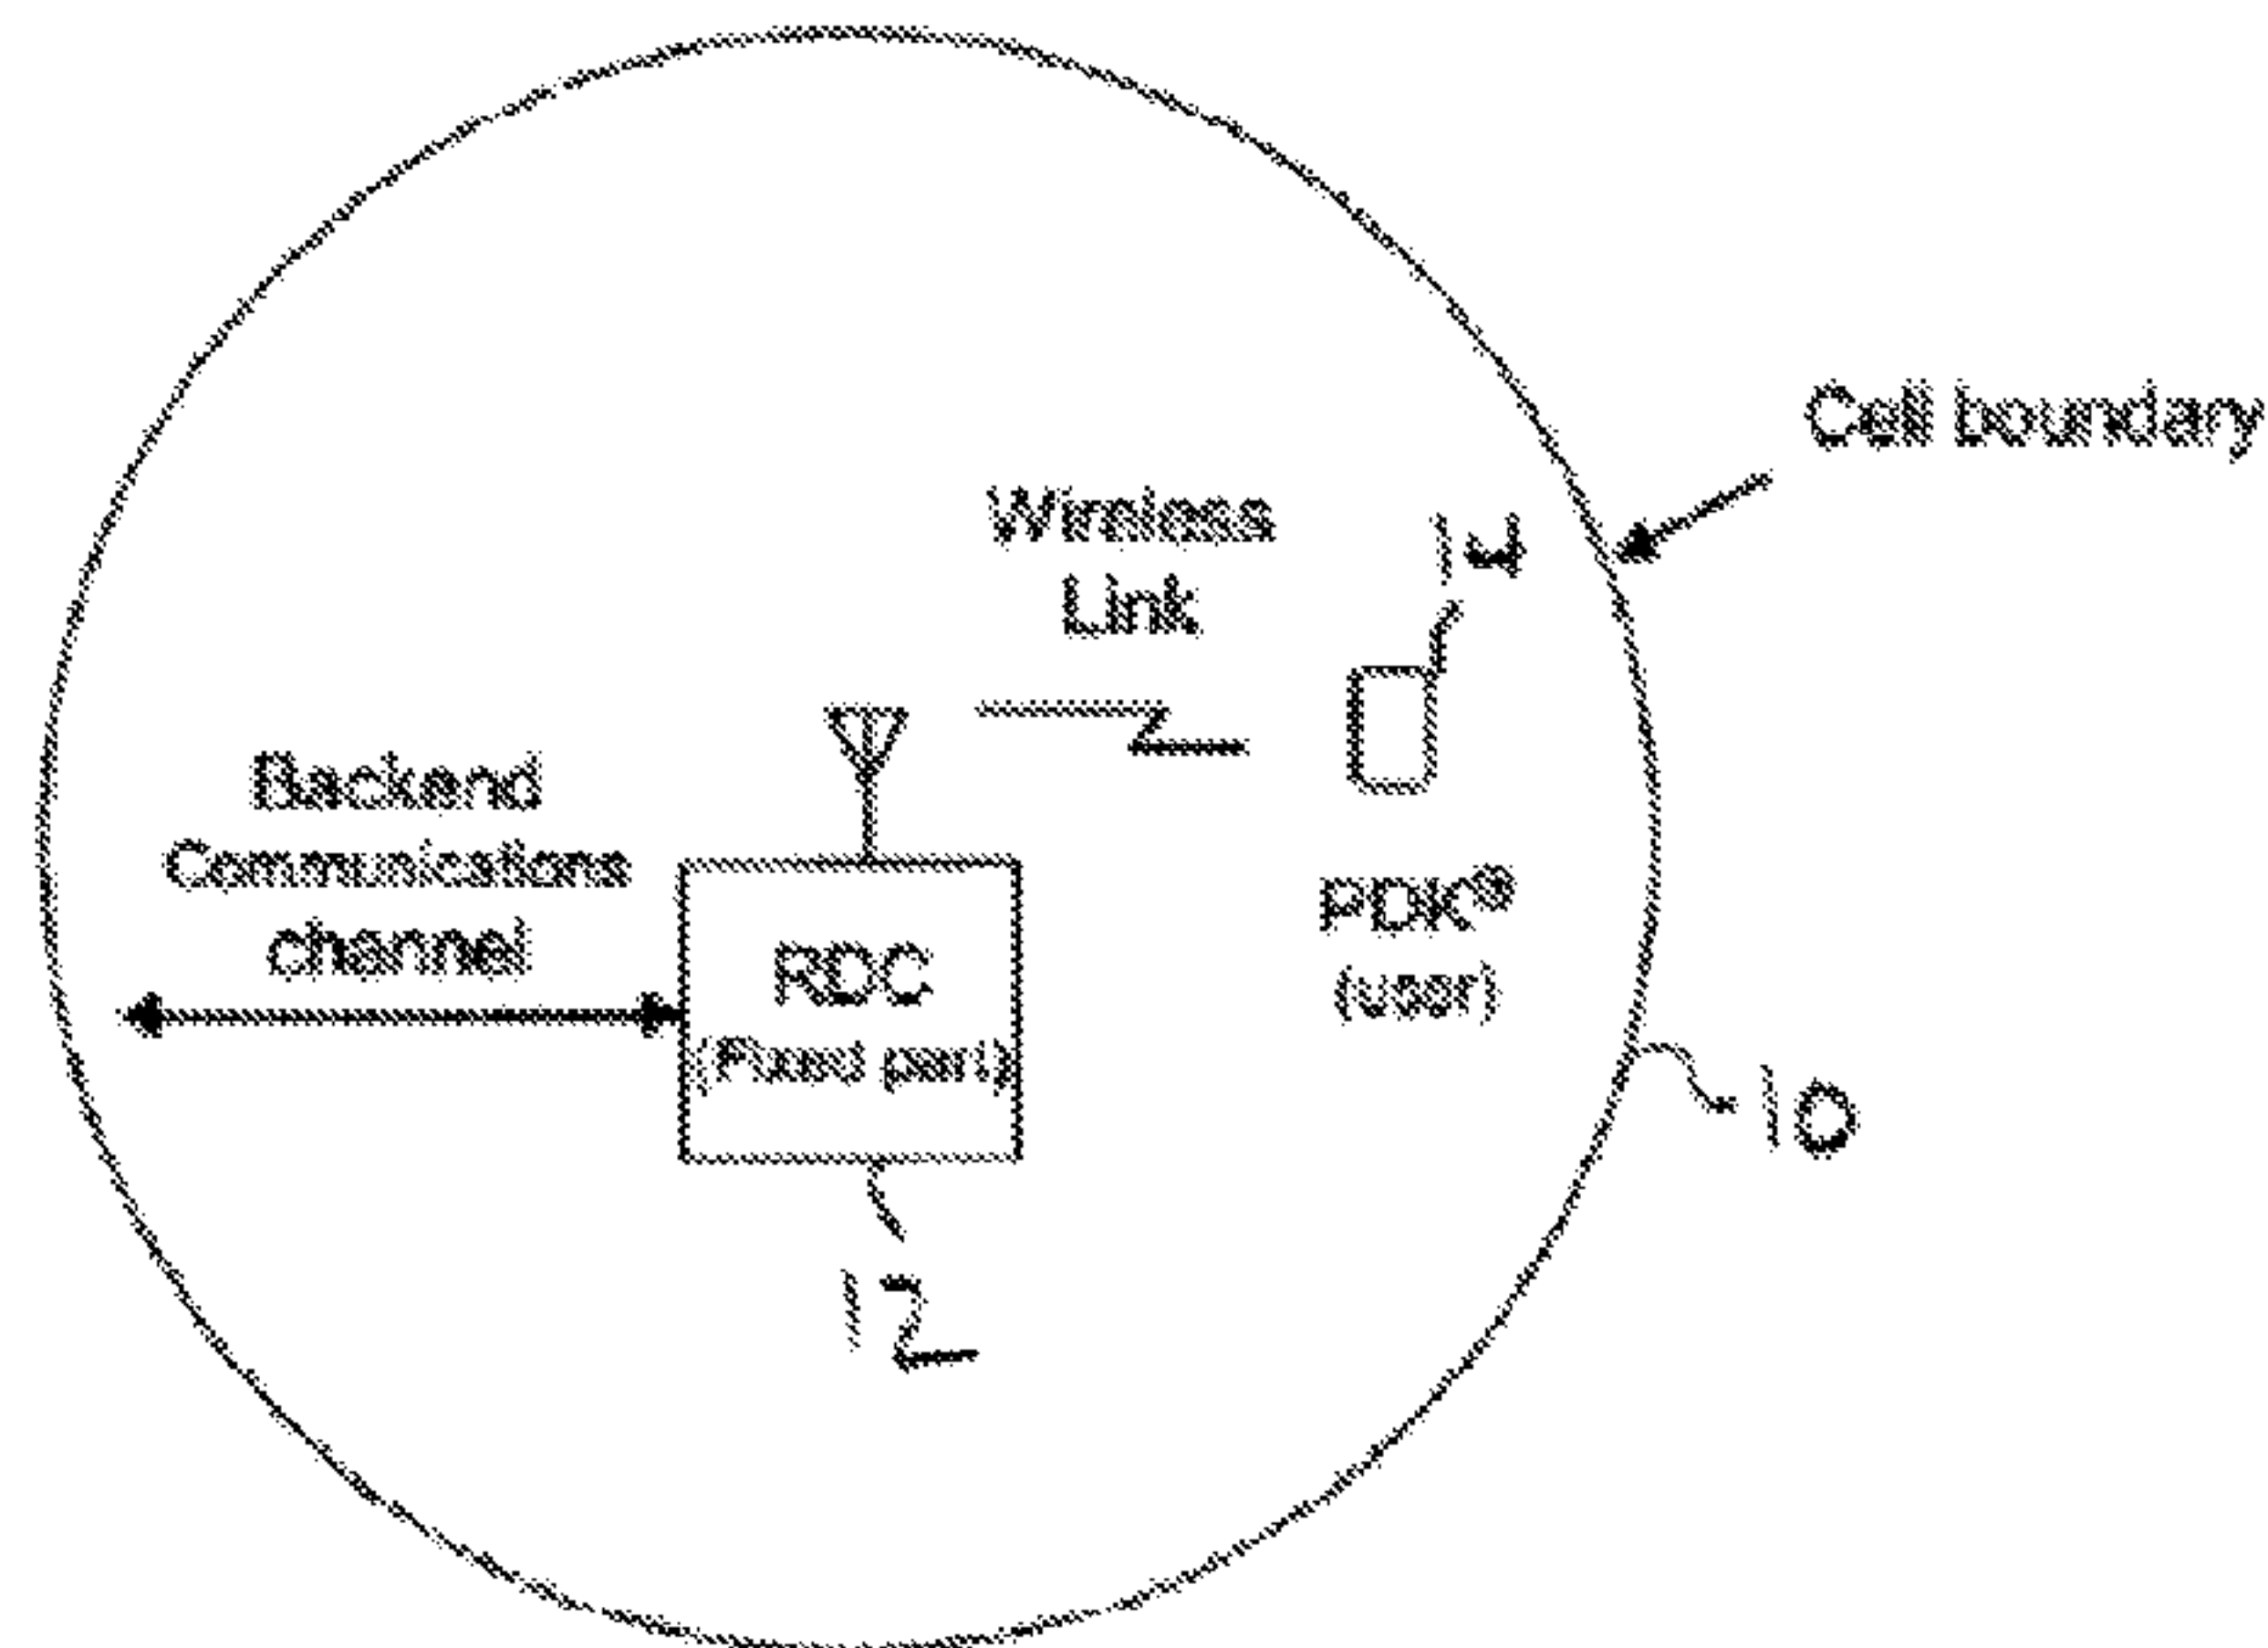 Cell boundary
Wireless
Link
14
Backend
Communications
channel
RDC
(Fixed part)
PDK®
(user)
10
12